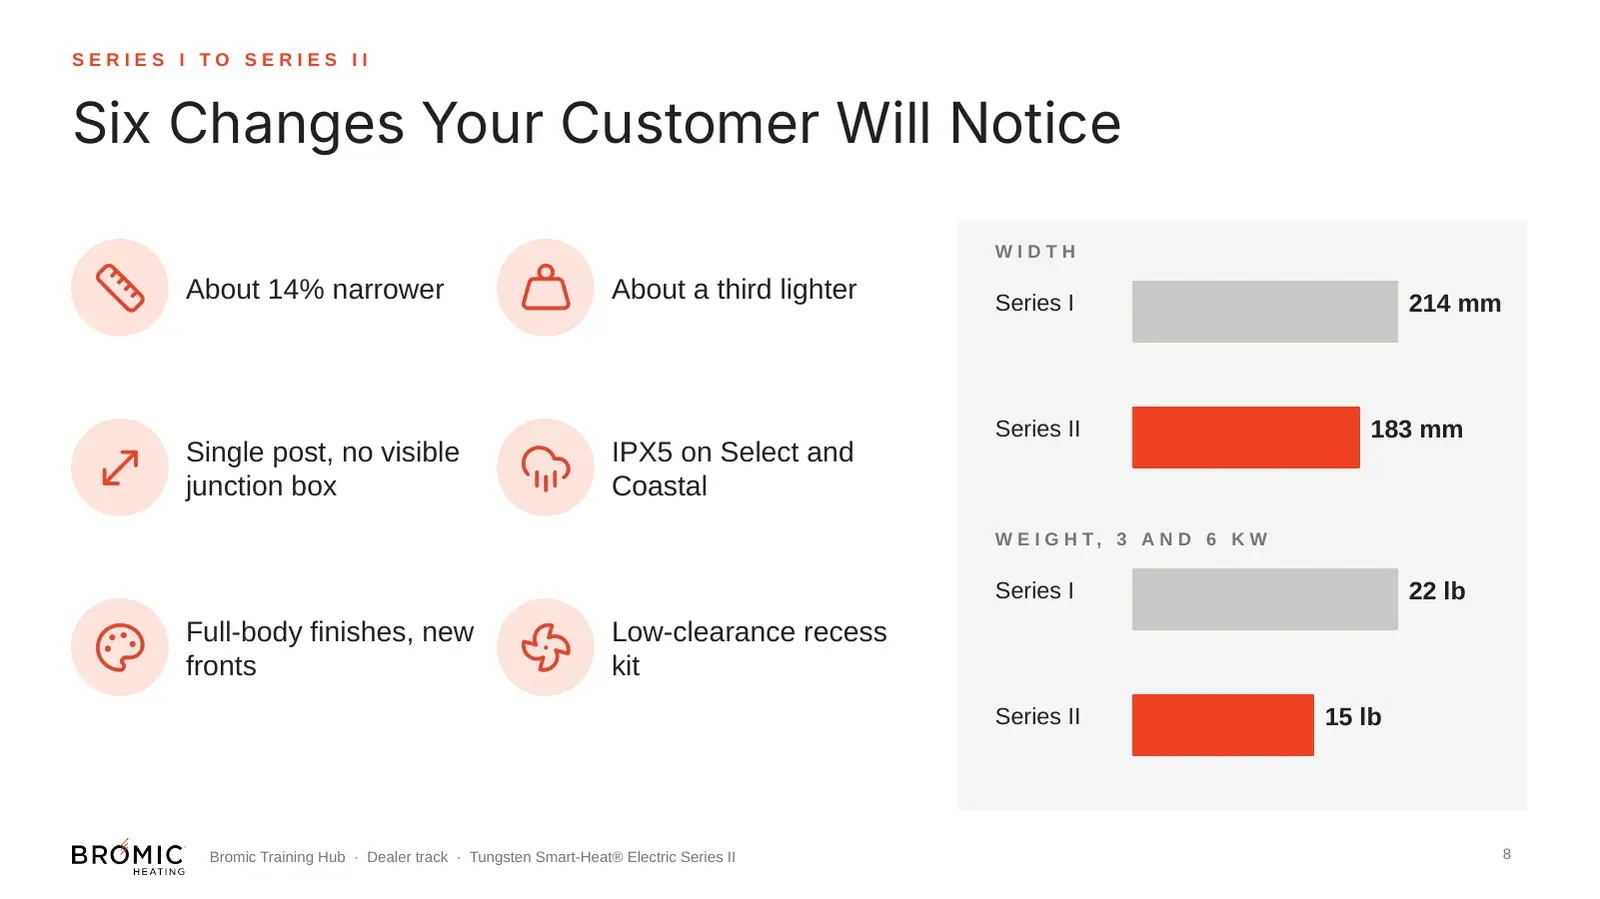 SERIES I TO SERIES II
Six Changes Your Customer Will Notice
About 14% narrower
About a third lighter
Single post, no visible
junction box
IPX5 on Select and
Coastal
Full-body finishes, new
fronts
Low-clearance recess
kit
WIDTH
Series I
214 mm
Series II
183 mm
WEIGHT, 3 AND 6 KW
Series I
22 lb
Series II
15 lb
BROMIC
HEATING
Bromic Training Hub · Dealer track · Tungsten Smart-Heat® Electric Series II
8